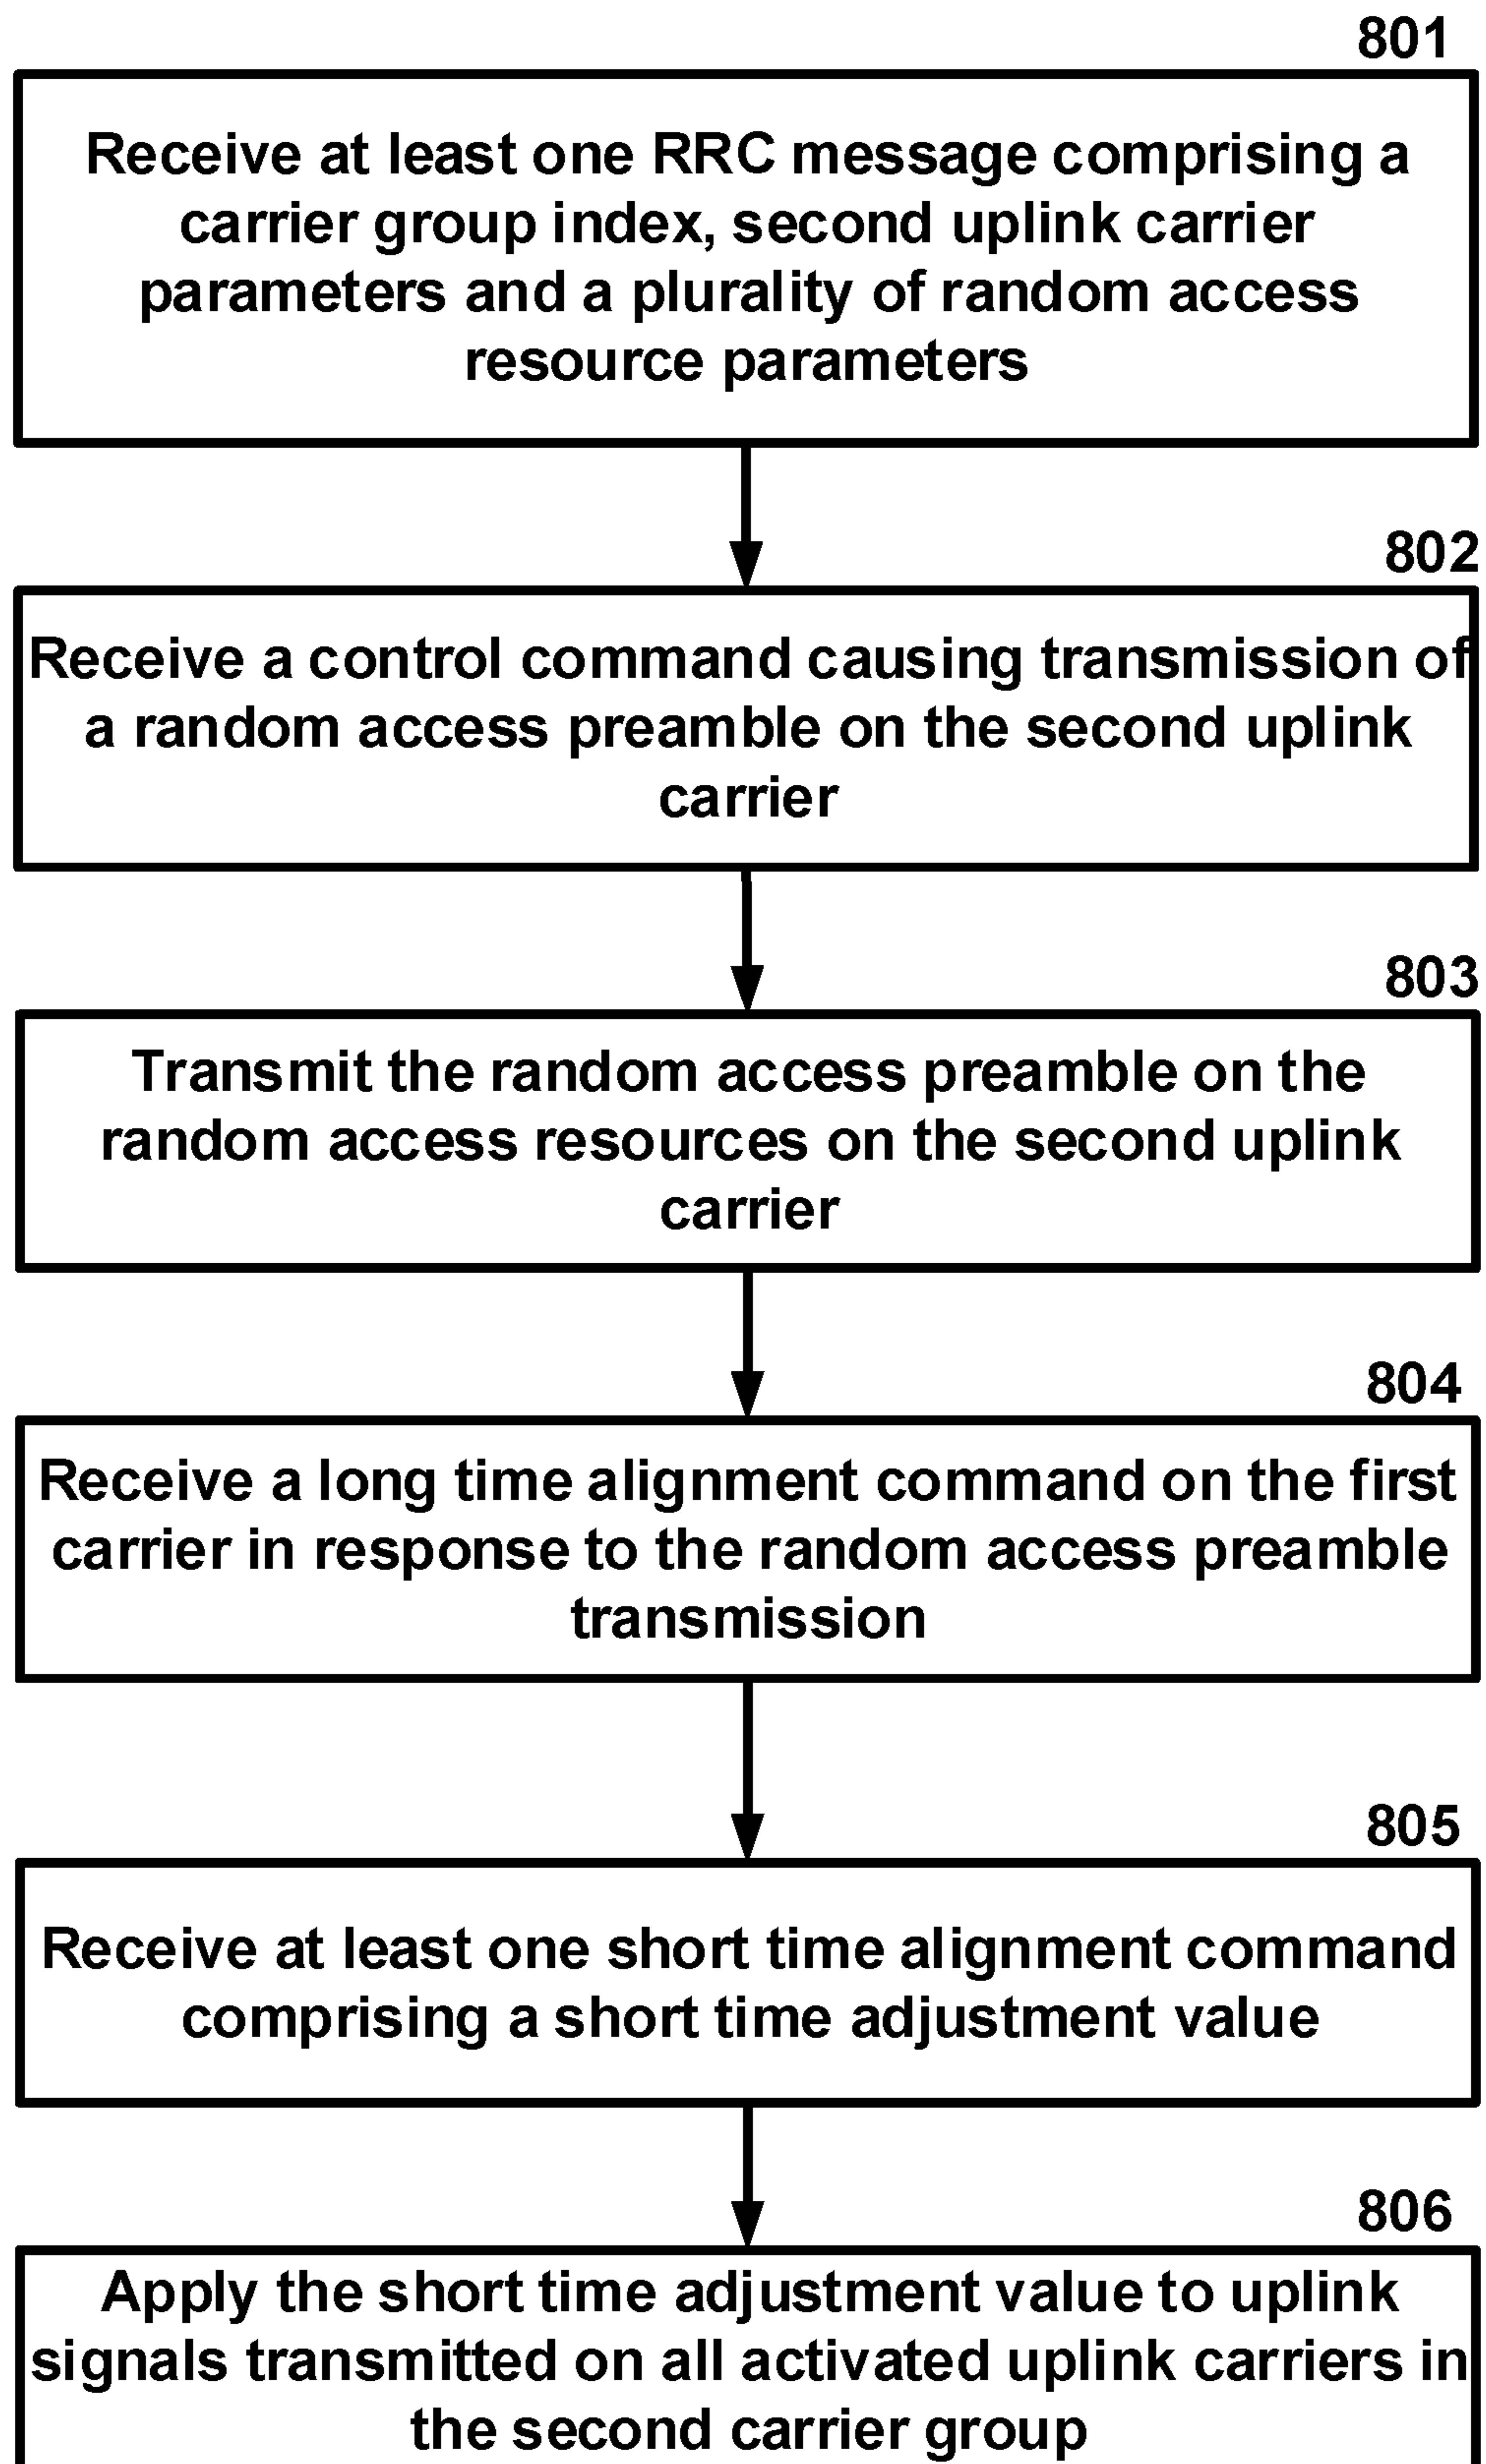 801
Receive at least one RRC message comprising a
carrier group index, second uplink carrier
parameters and a plurality of random access
resource parameters
802
Receive a control command causing transmission of
a random access preamble on the second uplink
carrier
803
Transmit the random access preamble on the
random access resources on the second uplink
carrier
804
Receive a long time alignment command on the first
carrier in response to the random access preamble
transmission
805
Receive at least one short time alignment command
comprising a short time adjustment value
806
Apply the short time adjustment value to uplink
signals transmitted on all activated uplink carriers in
the second carrier group